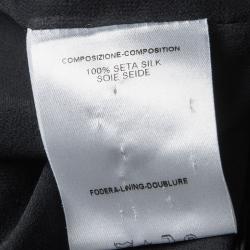 COMPOSIZIONE-COMPOSITION
100% SETA SILK
SOIE SEIDE
FODERA-LINING-DOUBLURE